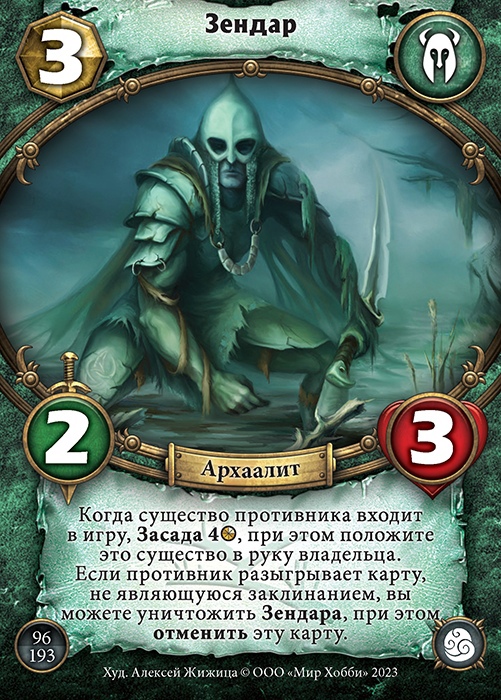 3
Зендар
2
3
Архаалит
Когда существо противника входит
в игру, Засада 4, при этом положите
это существо в руку владельца.
Если противник разыгрывает карту,
не являющуюся заклинанием, вы
можете уничтожить Зендара, при этом
отменить эту карту.
96
193
Худ. Алексей Жижица © ООО «Мир Хобби» 2023